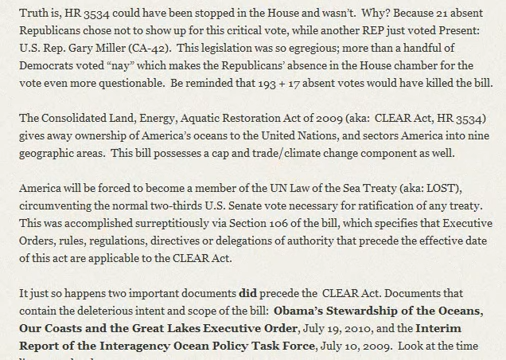 Truth is, HR 3534 could have been stopped in the House and wasn't.  Why? Because 21 absent
Republicans chose not to show up for this critical vote, while another REP just voted Present:
U.S. Rep. Gary Miller (CA-42).  This legislation was so egregious; more than a handful of
Democrats voted “nay” which makes the Republicans’ absence in the House chamber for the
vote even more questionable.  Be reminded that 193 + 17 absent votes would have killed the bill.
The Consolidated Land, Energy, Aquatic Restoration Act of 2009 (aka:  CLEAR Act, HR 3534)
gives away ownership of America’s oceans to the United Nations, and sectors America into nine
geographic areas.  This bill possesses a cap and trade/climate change component as well.
America will be forced to become a member of the UN Law of the Sea Treaty (aka: LOST),
circumventing the normal two-thirds U.S. Senate vote necessary for ratification of any treaty.
This was accomplished surreptitiously via Section 106 of the bill, which specifies that Executive
Orders, rules, regulations, directives or delegations of authority that precede the effective date
of this act are applicable to the CLEAR Act.
It just so happens two important documents did precede the  CLEAR Act. Documents that
contain the deleterious intent and scope of the bill:  Obama’s Stewardship of the Oceans,
Our Coasts and the Great Lakes Executive Order, July 19, 2010, and the Interim
Report of the Interagency Ocean Policy Task Force, July 10, 2009.  Look at the time